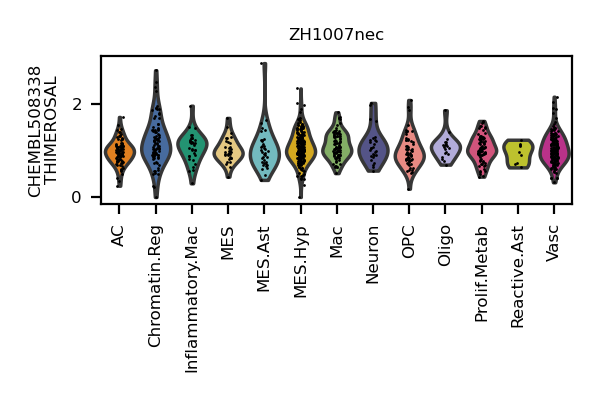 ZH1007nec
CHEMBL508338
THIMEROSAL
2
0
AC
Chromatin.Reg
Inflammatory.Mac
MES
MES.Ast
MES.Hyp
Mac
Neuron
OPC
Oligo
Prolif.Metab
Reactive.Ast
Vasc